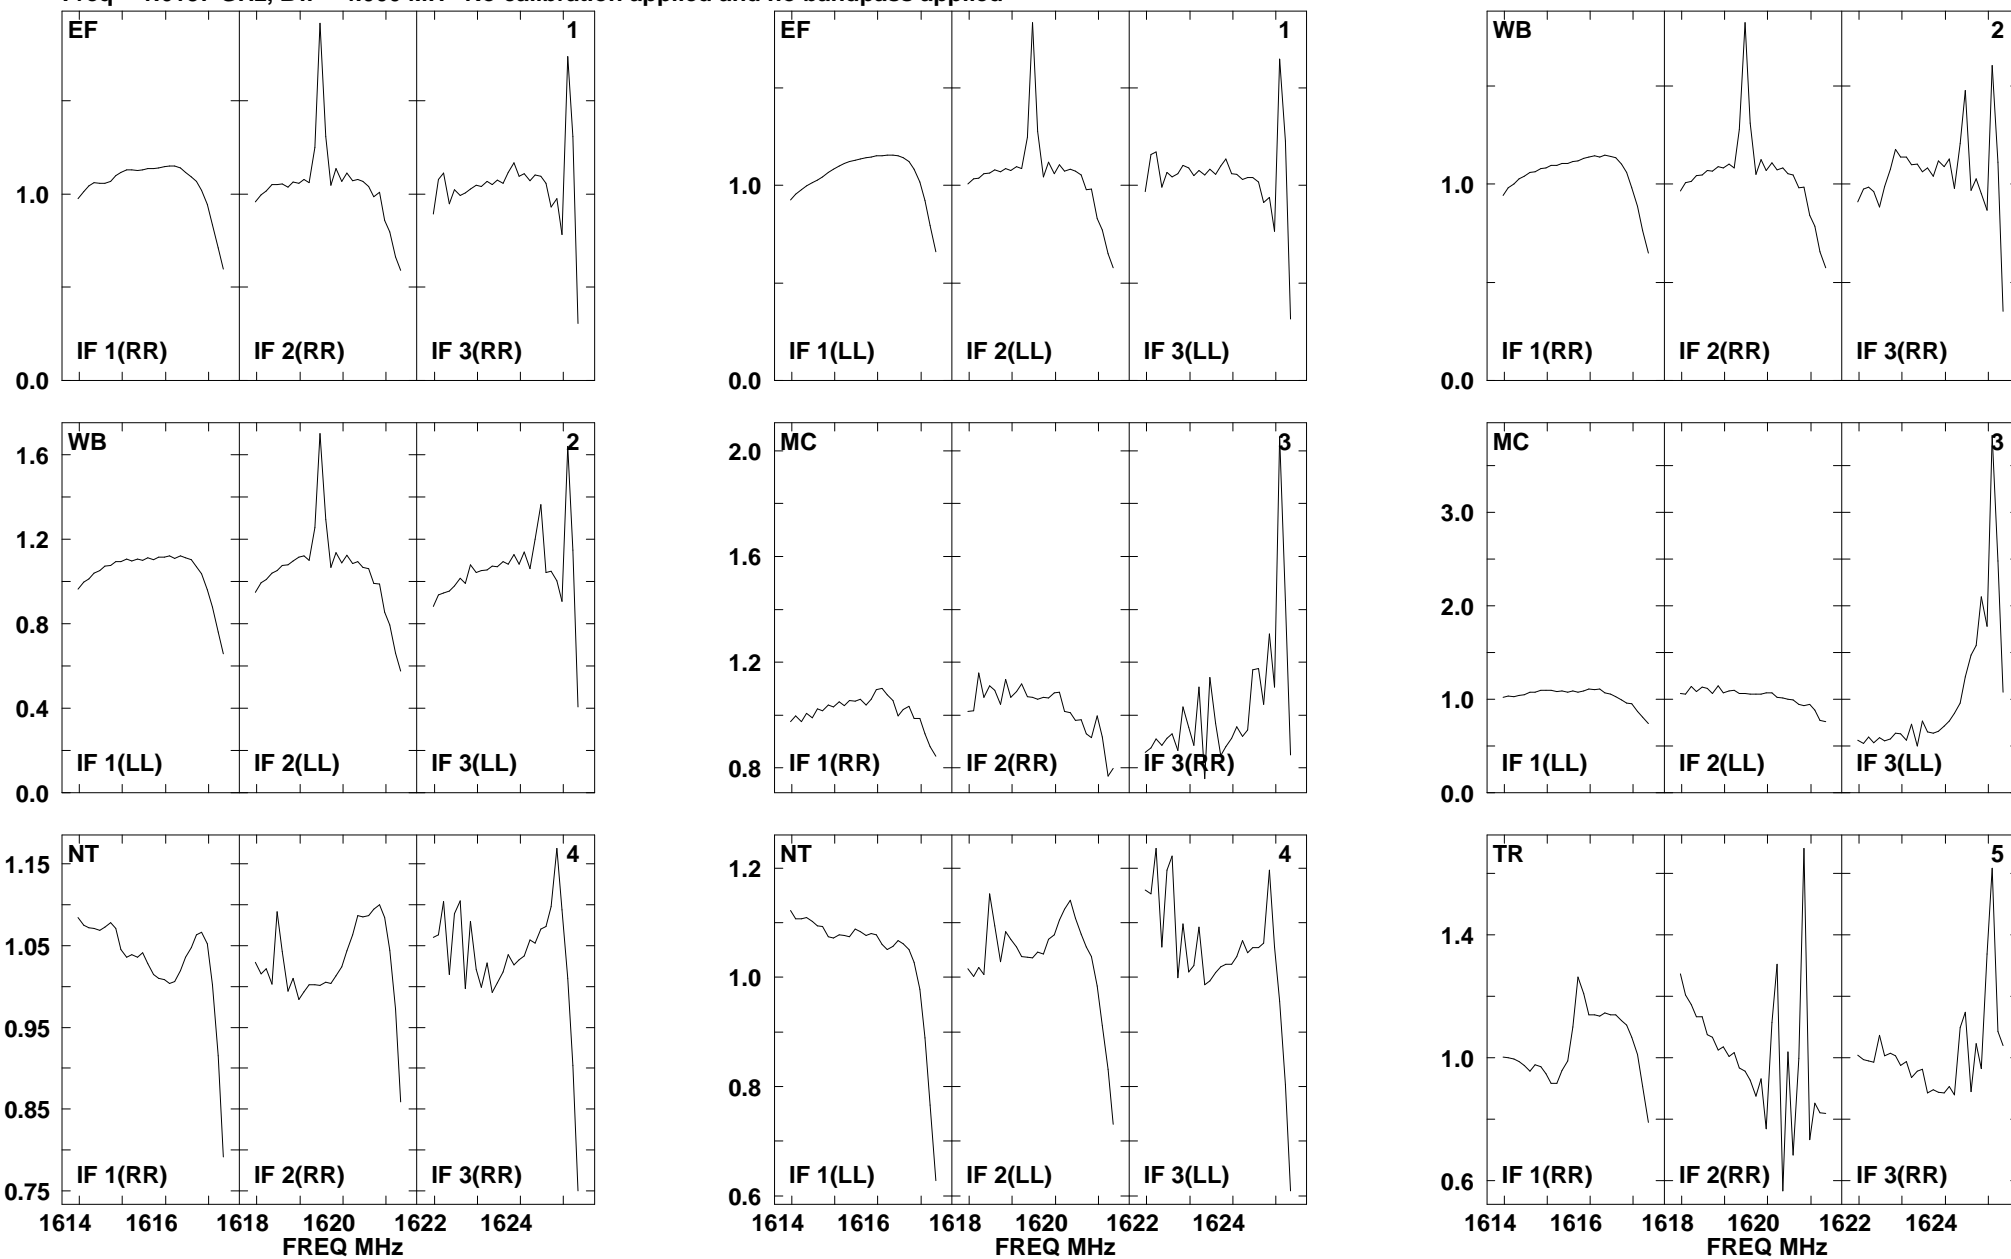 EF 1 EF 1 WB 2
1.0 1.0 1.0
IF 1(RR) IF 2(RR) IF 3(RR) IF 1(LL) IF 2(LL) IF 3(LL) IF 1(RR) IF 2(RR) IF 3(RR)
0.0 0.0 0.0
WB 2 MC 3 MC 3
1.6 2.0
3.0
1.2 1.6
2.0
0.8 1.2
1.0
0.4
IF 1(LL) IF 2(LL) IF 3(LL) 0.8 IF 1(RR) IF 2(RR) IF 3(RR) IF 1(LL) IF 2(LL) IF 3(LL)
0.0 0.0
NT 4 NT 4 TR 5
1.15 1.2
1.05 1.4
1.0
0.95 1.0
0.85 0.8
IF 1(RR) IF 2(RR) IF 3(RR) IF 1(LL) IF 2(LL) IF 3(LL) IF 1(RR) IF 2(RR) IF 3(RR)
0.75 0.6 0.6
1614 1616 1618 1620 1622 1624 1614 1616 1618 1620 1622 1624 1614 1616 1618 1620 1622 1624
FREQ MHz FREQ MHz FREQ MHz